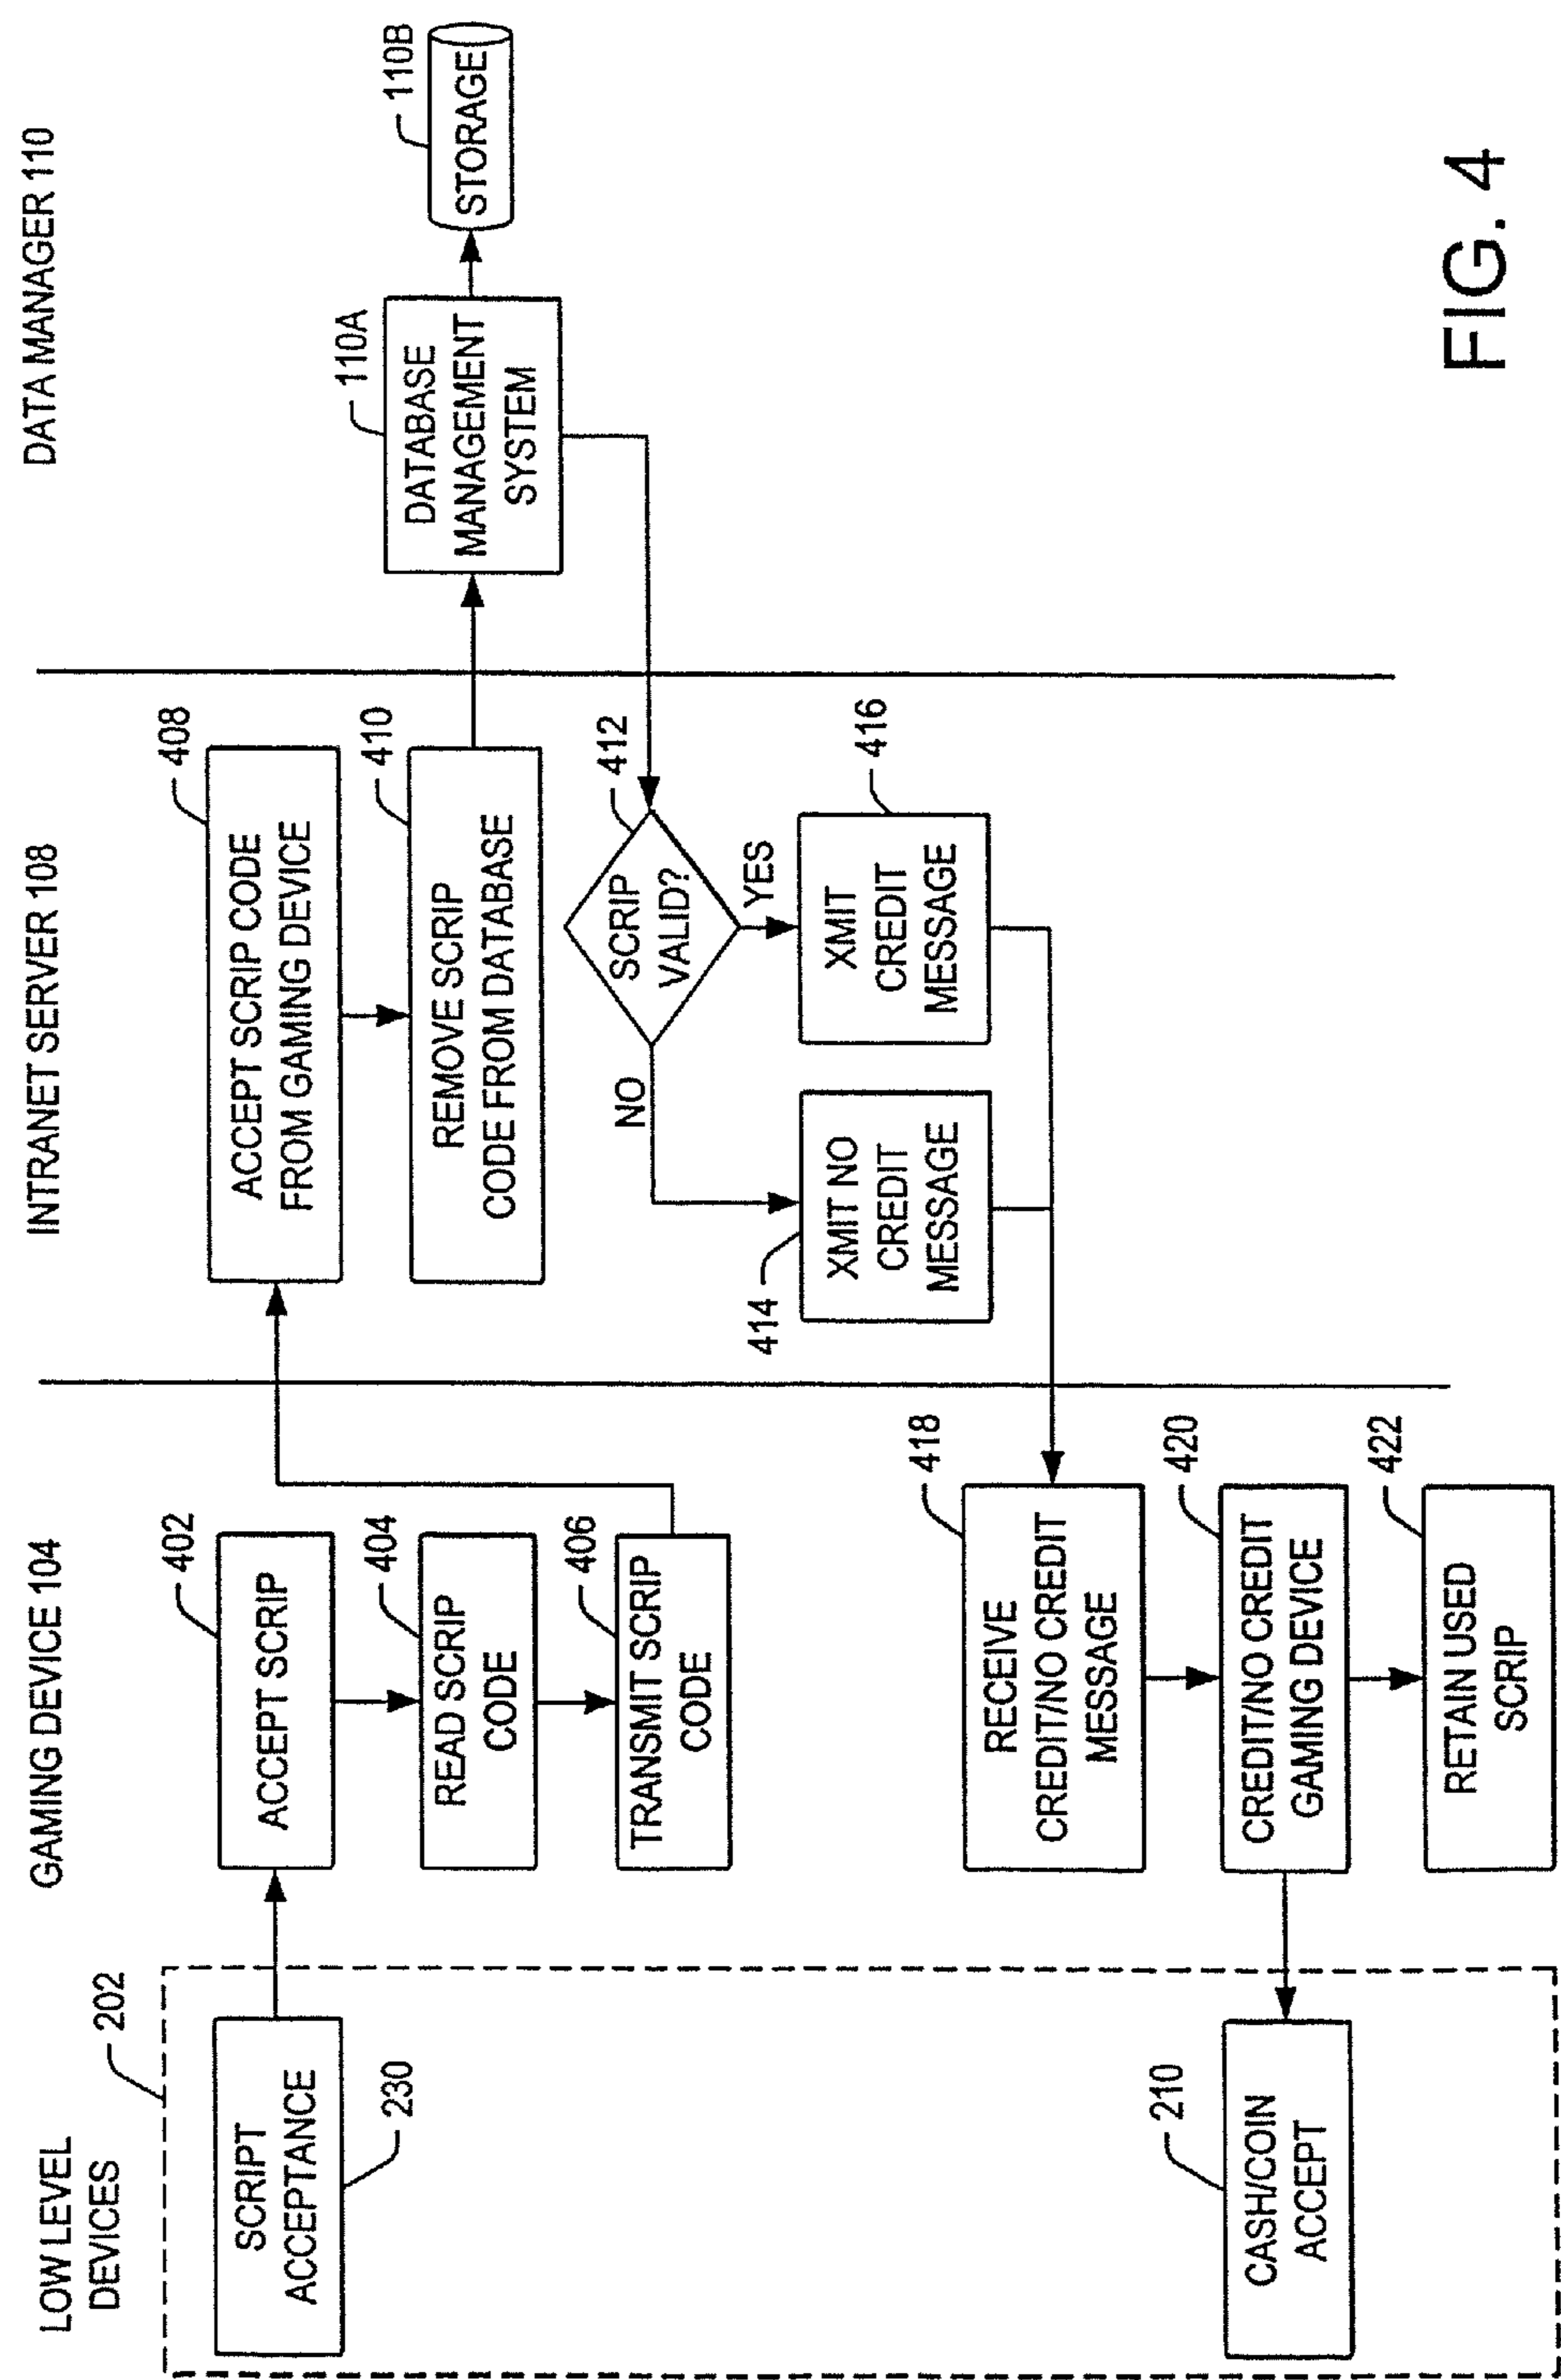 LOW LEVEL
DEVICES
GAMING DEVICE 104
INTRANET SERVER 108
DATA MANAGER 110
202
SCRIPT
ACCEPTANCE
230
402
ACCEPT SCRIP
404
READ SCRIP
CODE
406
TRANSMIT SCRIP
CODE
408
ACCEPT SCRIP CODE
FROM GAMING DEVICE
410
REMOVE SCRIP
CODE FROM DATABASE
110A
DATABASE
MANAGEMENT
SYSTEM
110B
STORAGE
412
SCRIP
VALID?
NO
YES
414
XMIT NO
CREDIT
MESSAGE
416
XMIT
CREDIT
MESSAGE
418
RECEIVE
CREDIT/NO CREDIT
MESSAGE
420
CREDIT/NO CREDIT
GAMING DEVICE
210
CASH/COIN
ACCEPT
422
RETAIN USED
SCRIP
FIG. 4